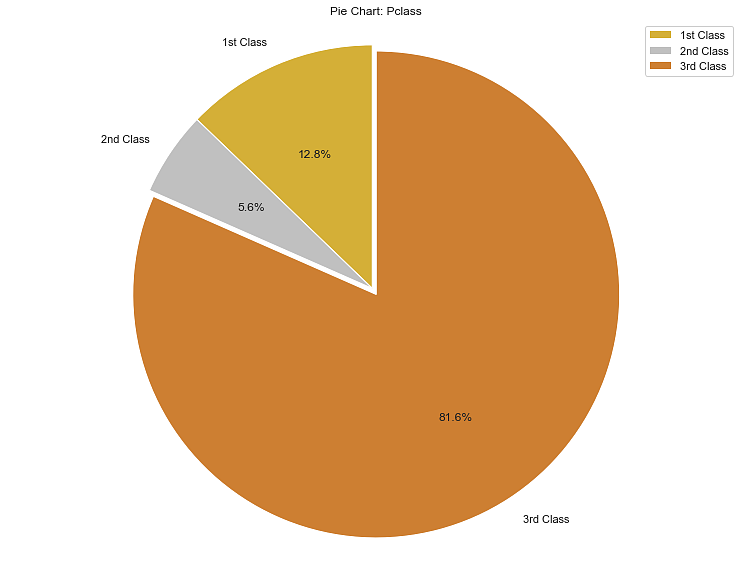 Pie Chart: Pclass
1st Class
2nd Class
3rd Class
1st Class
12.8%
2nd Class
5.6%
81.6%
3rd Class